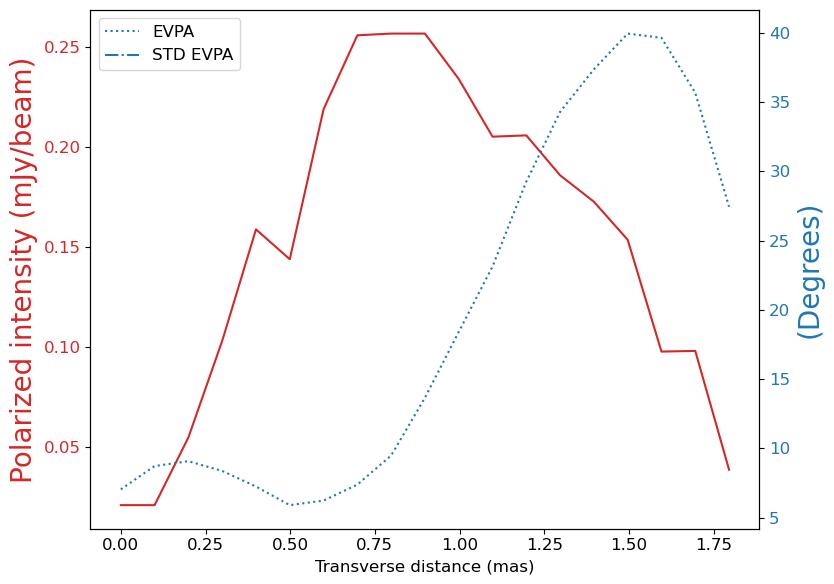 EVPA
STD EVPA
Polarized intensity (mJy/beam)
0.25
0.20
0.15
0.10
0.05
40
35
30
25
20
15
10
5
(Degrees)
0.00 0.25 0.50 0.75 1.00 1.25 1.50 1.75
Transverse distance (mas)